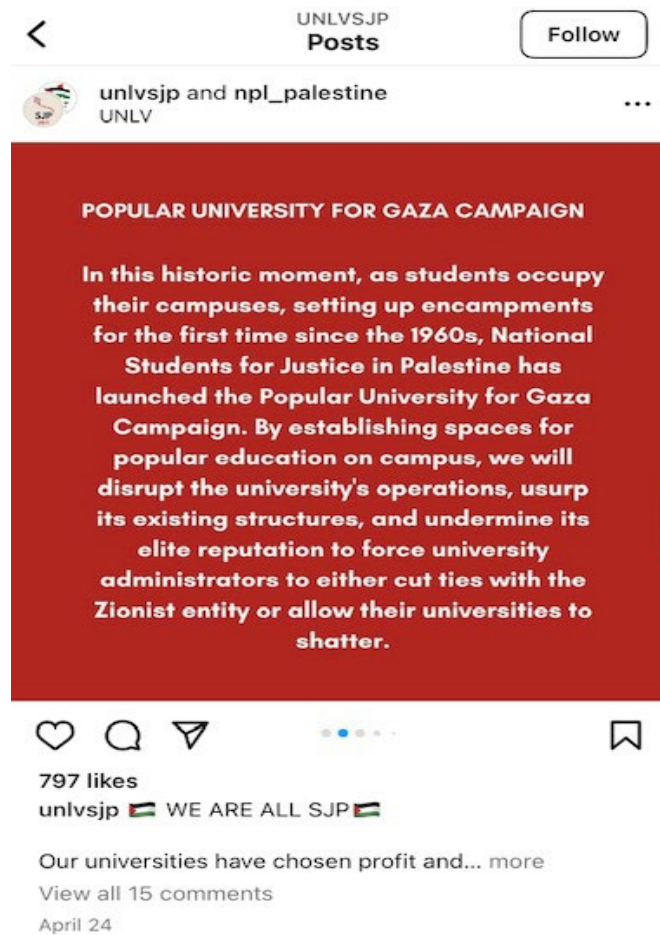 UNLVSJP
Posts
Follow
unlvsjp and npl_palestine
UNLV
SJP
POPULAR UNIVERSITY FOR GAZA CAMPAIGN
In this historic moment, as students occupy
their campuses, setting up encampments
for the first time since the 1960s, National
Students for Justice in Palestine has
launched the Popular University for Gaza
Campaign. By establishing spaces for
popular education on campus, we will
disrupt the university's operations, usurp
its existing structures, and undermine its
elite reputation to force university
administrators to either cut ties with the
Zionist entity or allow their universities to
shatter.
797 likes
unlvsjp 🇵🇸 WE ARE ALL SJP🇵🇸
Our universities have chosen profit and... more
View all 15 comments
April 24